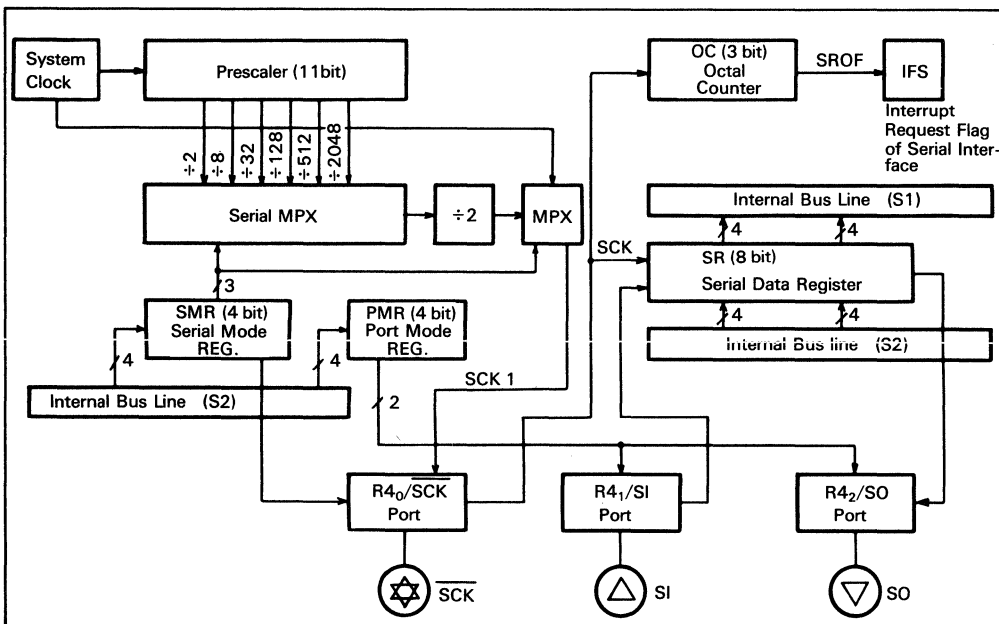 System
Clock
Prescaler (11bit)
OC (3 bit)
Octal
Counter
SROF
IFS
Interrupt
Request Flag
of Serial Inter-
face
÷2
÷8
÷32
÷128
÷512
÷2048
Serial MPX
÷2
MPX
Internal Bus Line (S1)
4
4
SCK
SR (8 bit)
Serial Data Register
4
4
Internal Bus line (S2)
3
SMR (4 bit)
Serial Mode
REG.
PMR (4 bit)
Port Mode
REG.
4
4
Internal Bus Line (S2)
SCK 1
2
R4₀/S̅C̅K̅
Port
R4₁/SI
Port
R4₂/SO
Port
S̅C̅K̅
SI
SO